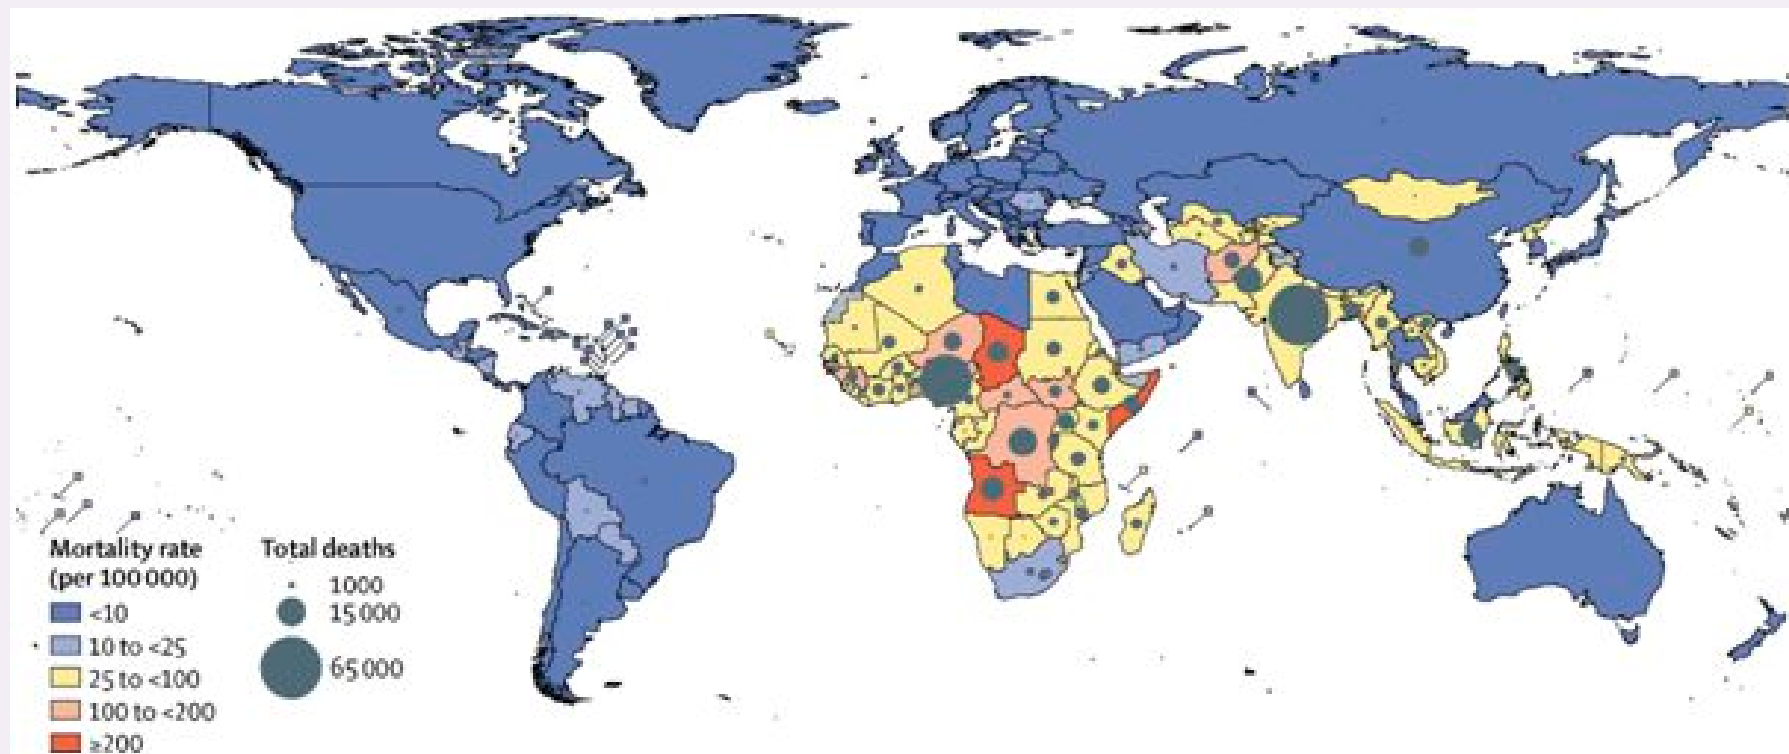 Mortality rate
(per 100 000)
<10
10 to <25
25 to <100
100 to <200
≥200
Total deaths
1000
15 000
65 000